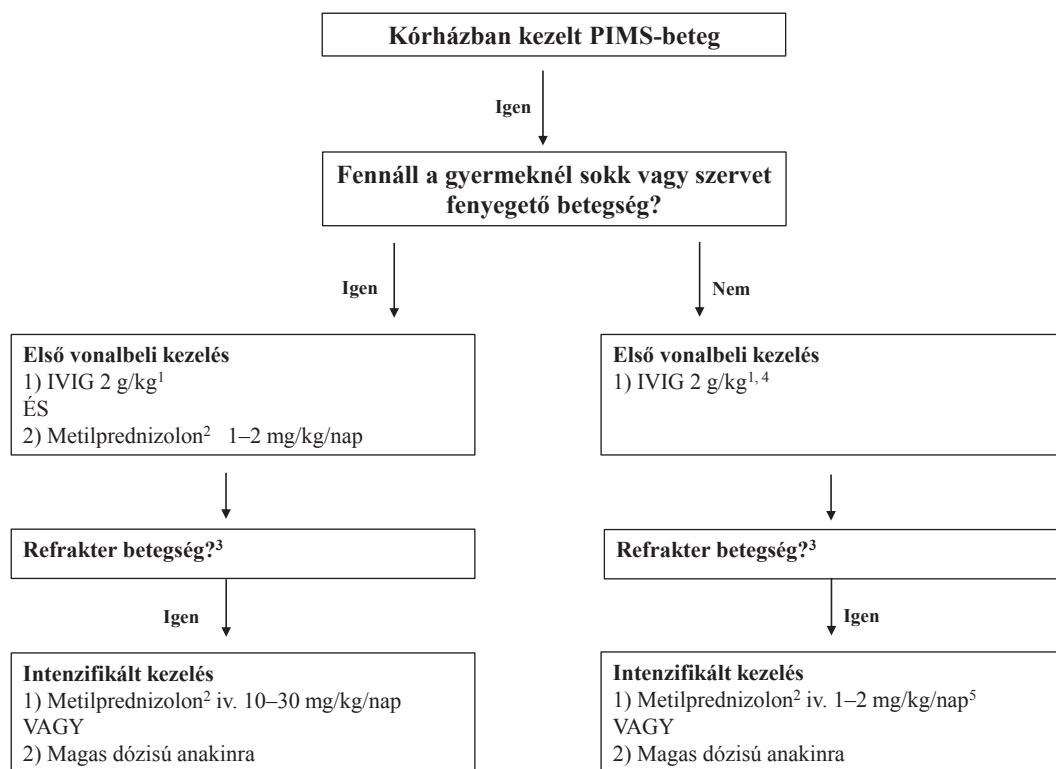 Kórházban kezelt PIMS-beteg
Igen
Fennáll a gyermeknél sokk vagy szervet
fenyegető betegség?
Igen
Nem
Első vonalbeli kezelés
1) IVIG 2 g/kg¹
ÉS
2) Metilprednizolon² 1–2 mg/kg/nap
Első vonalbeli kezelés
1) IVIG 2 g/kg¹, ⁴
Refrakter betegség?³
Refrakter betegség?³
Igen
Igen
Intenzifikált kezelés
1) Metilprednizolon² iv. 10–30 mg/kg/nap
VAGY
2) Magas dózisú anakinra
Intenzifikált kezelés
1) Metilprednizolon² iv. 1–2 mg/kg/nap⁵
VAGY
2) Magas dózisú anakinra